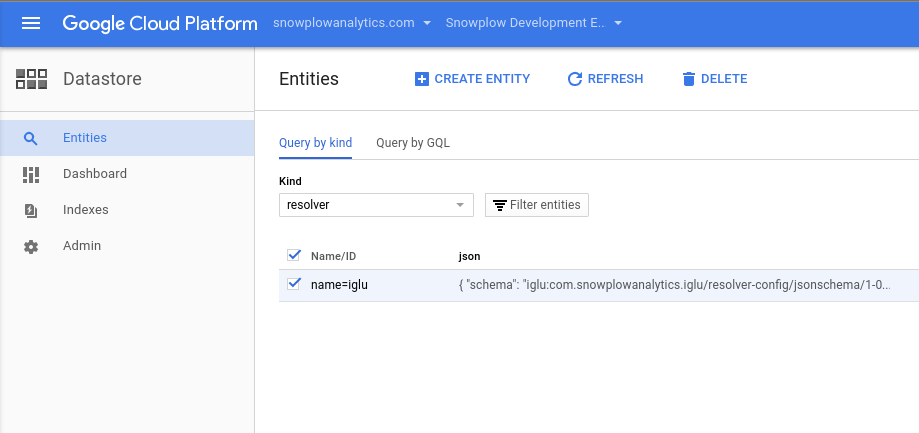 Google Cloud Platform snowplowanalytics.com Snowplow Development E...
Datastore
Entities CREATE ENTITY REFRESH DELETE
Entities
Dashboard
Indexes
Admin
Query by kind Query by GQL
Kind
resolver Filter entities
Name/ID json
name=iglu { "schema": "iglu:com.snowplowanalytics.iglu/resolver-config/jsonschema/1-0...